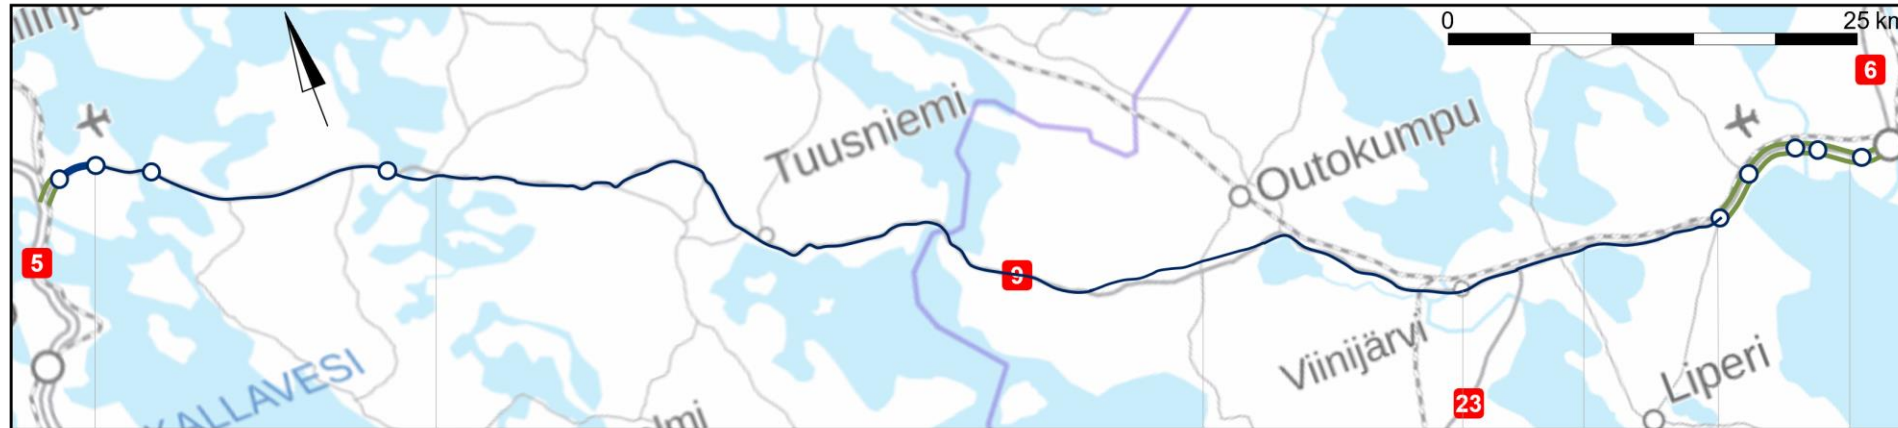 0
25 km
6
Tuusniemi
Outokumpu
5
9
Viinijärvi
Liperi
KALLAVESI
23